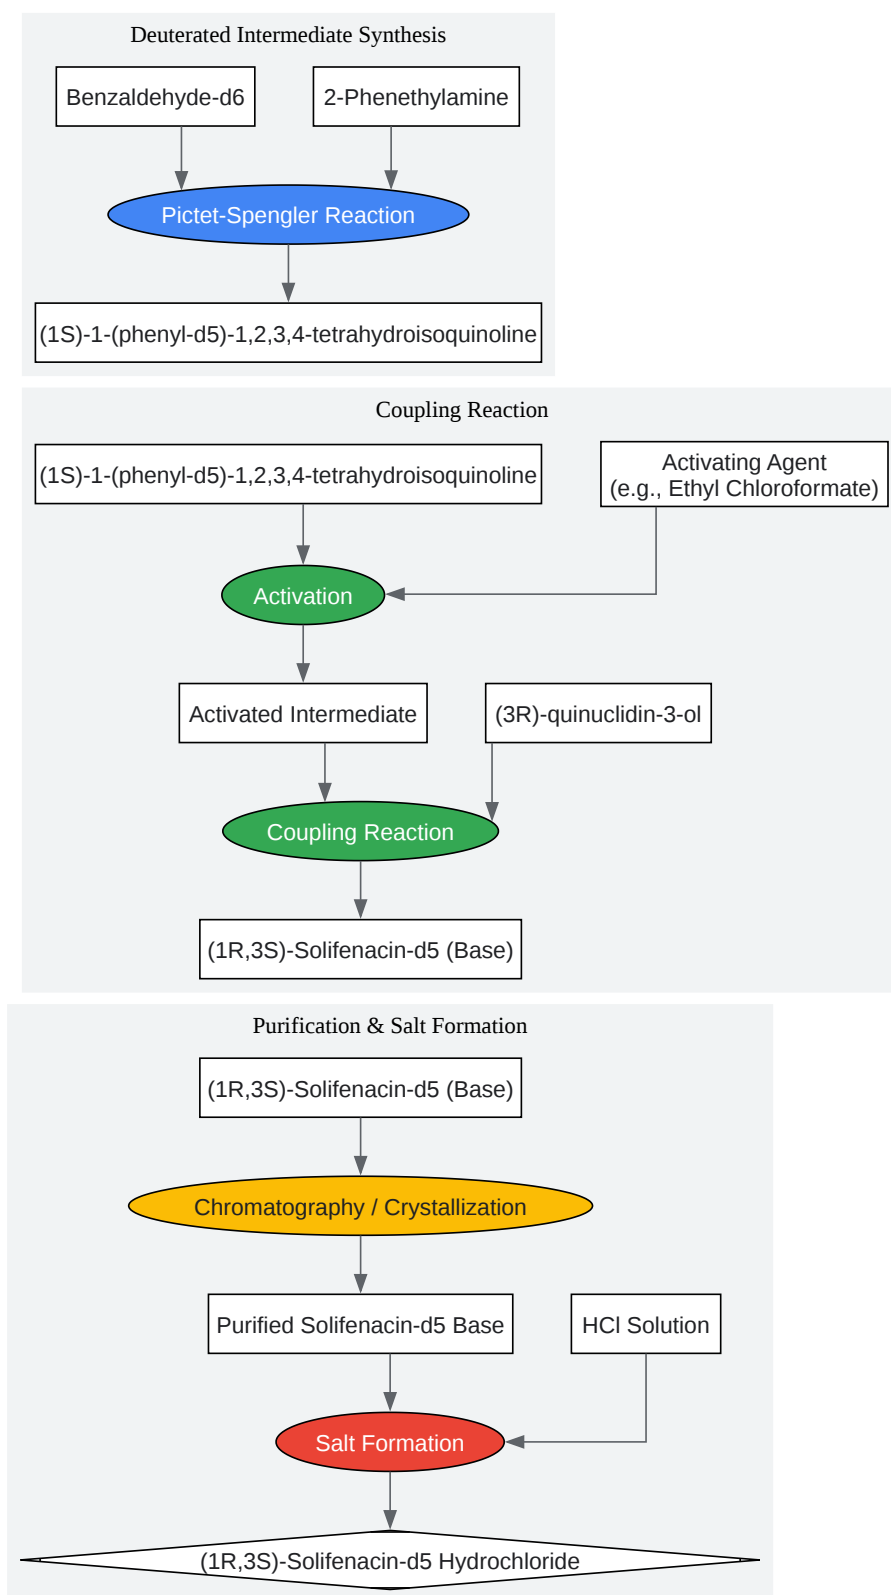 Deuterated Intermediate Synthesis
Benzaldehyde-d6
2-Phenethylamine
Pictet-Spengler Reaction
(1S)-1-(phenyl-d5)-1,2,3,4-tetrahydroisoquinoline
Coupling Reaction
(1S)-1-(phenyl-d5)-1,2,3,4-tetrahydroisoquinoline
Activating Agent
(e.g., Ethyl Chloroformate)
Activation
Activated Intermediate
(3R)-quinuclidin-3-ol
Coupling Reaction
(1R,3S)-Solifenacin-d5 (Base)
Purification & Salt Formation
(1R,3S)-Solifenacin-d5 (Base)
Chromatography / Crystallization
Purified Solifenacin-d5 Base
HCl Solution
Salt Formation
(1R,3S)-Solifenacin-d5 Hydrochloride